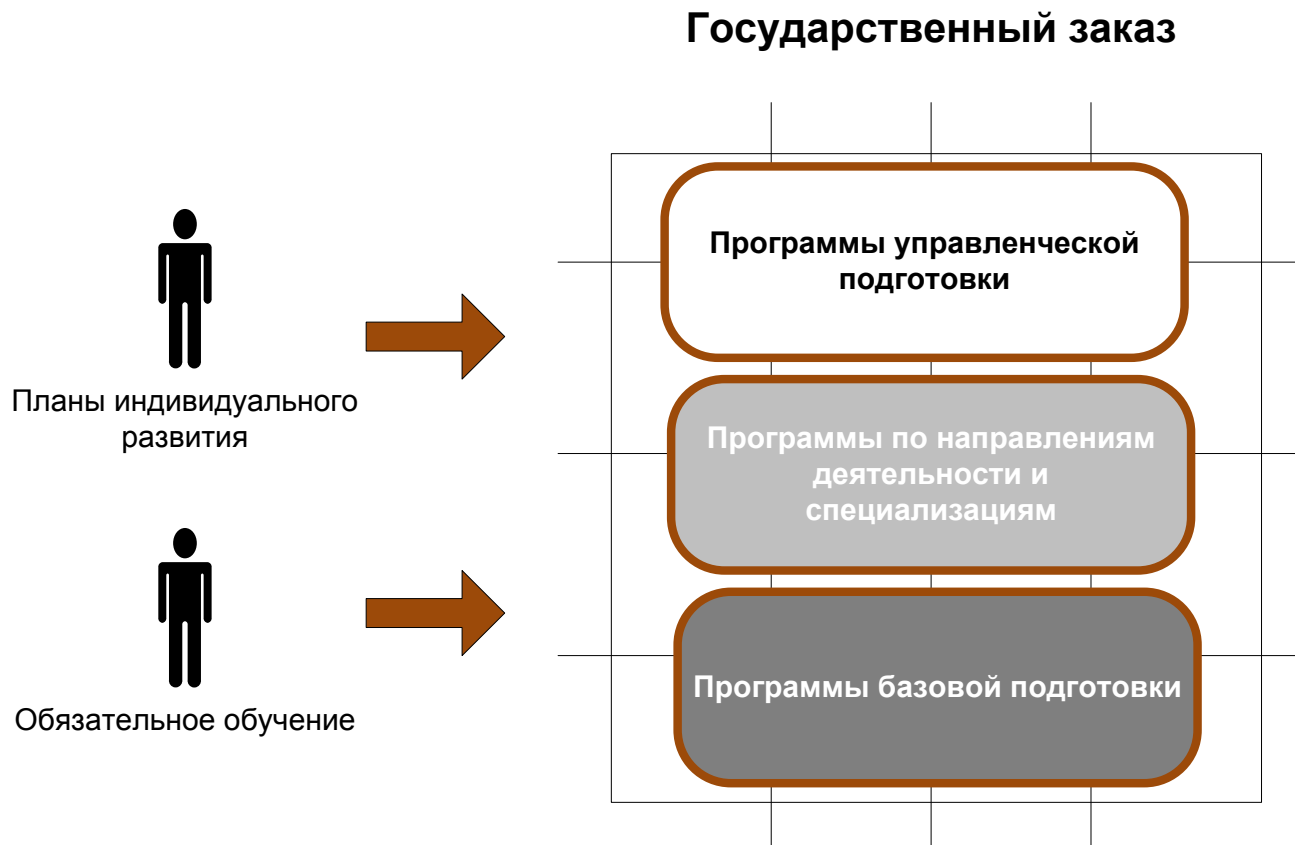 Государственный заказ
Программы управленческой
подготовки
Планы индивидуального
развития
Программы по направлениям
деятельности и
специализациям
Обязательное обучение
Программы базовой подготовки